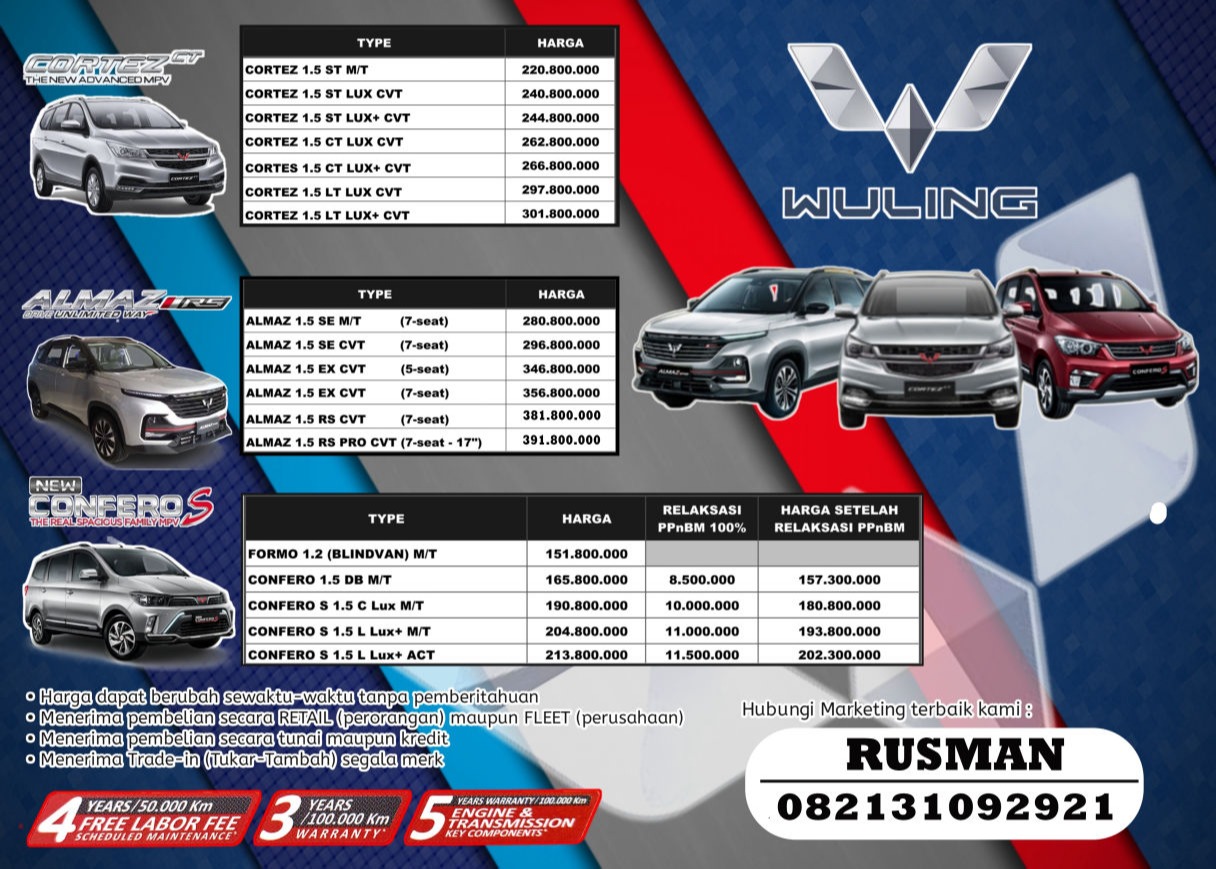 CORTEZ CT
THE NEW ADVANCED MPV
TYPE HARGA
CORTEZ 1.5 ST M/T 220.800.000
CORTEZ 1.5 ST LUX CVT 240.800.000
CORTEZ 1.5 ST LUX+ CVT 244.800.000
CORTEZ 1.5 CT LUX CVT 262.800.000
CORTES 1.5 CT LUX+ CVT 266.800.000
CORTEZ 1.5 LT LUX CVT 297.800.000
CORTEZ 1.5 LT LUX+ CVT 301.800.000
WULING
ALMAZ RS
DRIVE UNLIMITED WAY
TYPE HARGA
ALMAZ 1.5 SE M/T (7-seat) 280.800.000
ALMAZ 1.5 SE CVT (7-seat) 296.800.000
ALMAZ 1.5 EX CVT (5-seat) 346.800.000
ALMAZ 1.5 EX CVT (7-seat) 356.800.000
ALMAZ 1.5 RS CVT (7-seat) 381.800.000
ALMAZ 1.5 RS PRO CVT (7-seat - 17") 391.800.000
NEW
CONFERO S
THE REAL SPACIOUS FAMILY MPV
TYPE HARGA RELAKSASI PPnBM 100% HARGA SETELAH RELAKSASI PPnBM
FORMO 1.2 (BLINDVAN) M/T 151.800.000
CONFERO 1.5 DB M/T 165.800.000 8.500.000 157.300.000
CONFERO S 1.5 C Lux M/T 190.800.000 10.000.000 180.800.000
CONFERO S 1.5 L Lux+ M/T 204.800.000 11.000.000 193.800.000
CONFERO S 1.5 L Lux+ ACT 213.800.000 11.500.000 202.300.000
• Harga dapat berubah sewaktu-waktu tanpa pemberitahuan
• Menerima pembelian secara RETAIL (perorangan) maupun FLEET (perusahaan)
• Menerima pembelian secara tunai maupun kredit
• Menerima Trade-in (Tukar-Tambah) segala merk
Hubungi Marketing terbaik kami :
RUSMAN
082131092921
4 YEARS/50.000 Km
FREE LABOR FEE
SCHEDULED MAINTENANCE*
3 YEARS
/100.000 Km
WARRANTY*
5 YEARS WARRANTY/100.000 Km
ENGINE &
TRANSMISSION
KEY COMPONENTS*